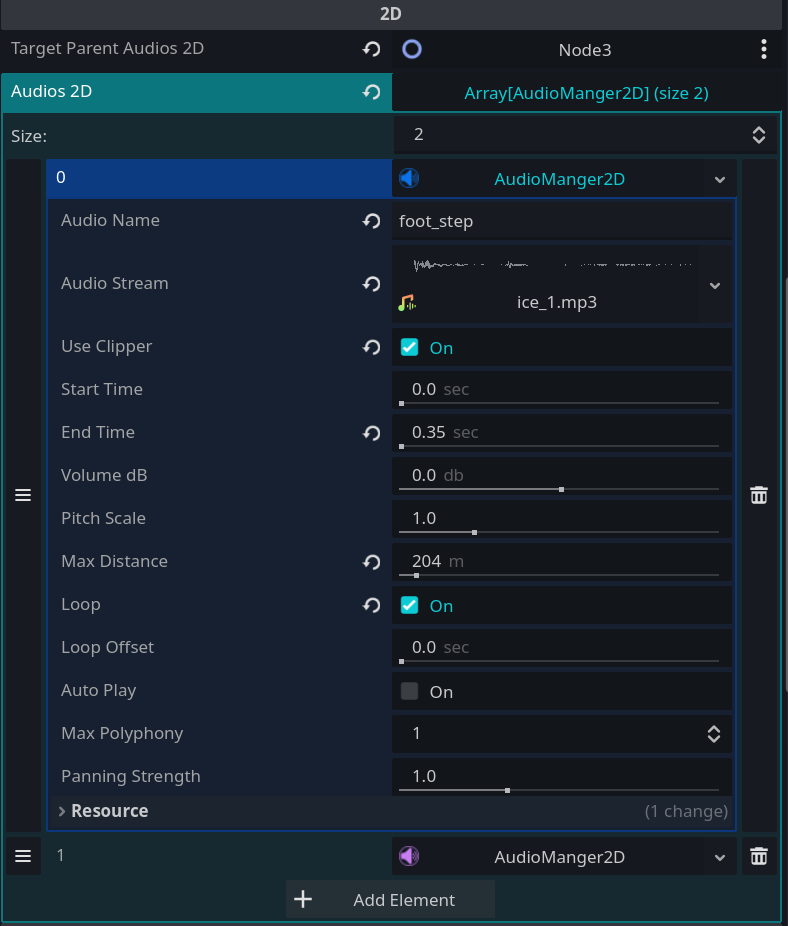 2D
Target Parent Audios 2D Node3
Audios 2D Array[AudioManger2D] (size 2)
Size: 2
0 AudioManger2D
Audio Name foot_step
Audio Stream ice_1.mp3
Use Clipper On
Start Time 0.0 sec
End Time 0.35 sec
Volume dB 0.0 db
Pitch Scale 1.0
Max Distance 204 m
Loop On
Loop Offset 0.0 sec
Auto Play On
Max Polyphony 1
Panning Strength 1.0
Resource (1 change)
1 AudioManger2D
Add Element